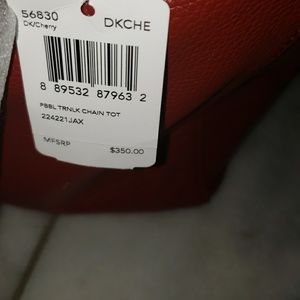 56830
DK/Cherry
DKCHE
8 89532 87963 2
PBBL TRNLK CHAIN TOT
224221JAX
MFSRP
$350.00